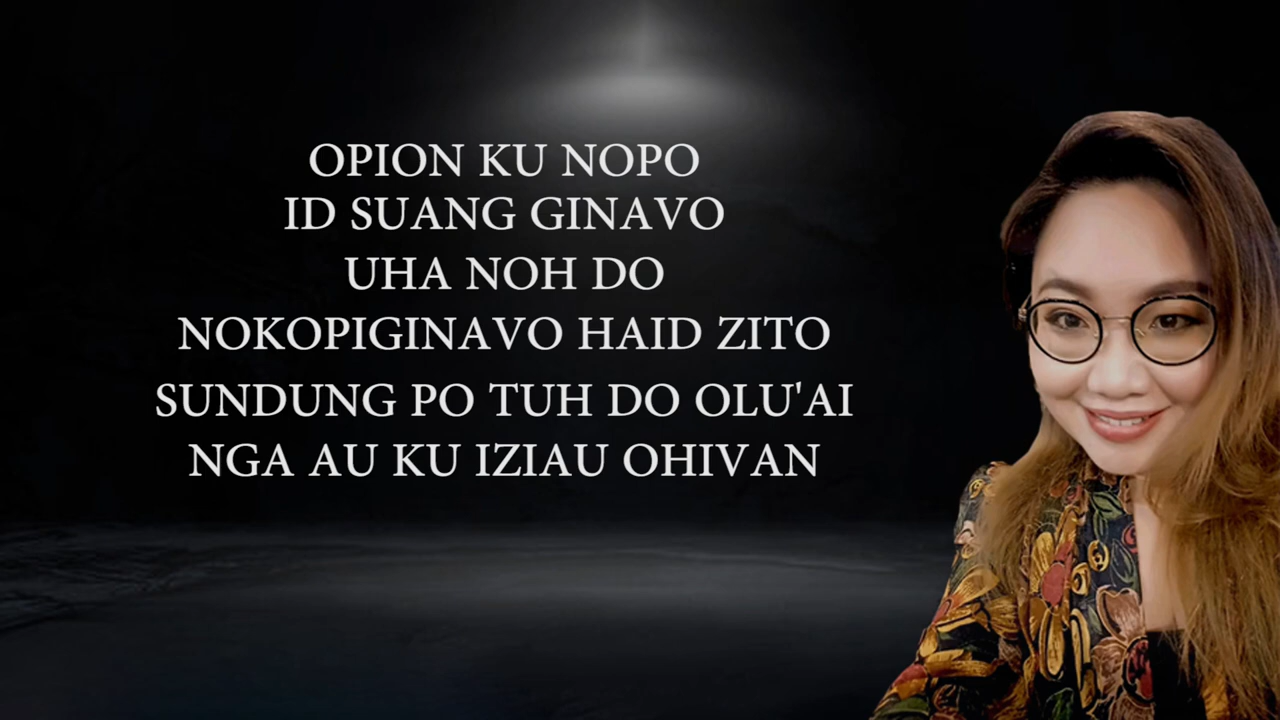 OPION KU NOPO
ID SUANG GINAVO
UHA NOH DO
NOKOPIGINAVO HAID ZITO
SUNDUNG PO TUH DO OLU'AI
NGA AU KU IZIAU OHIVAN